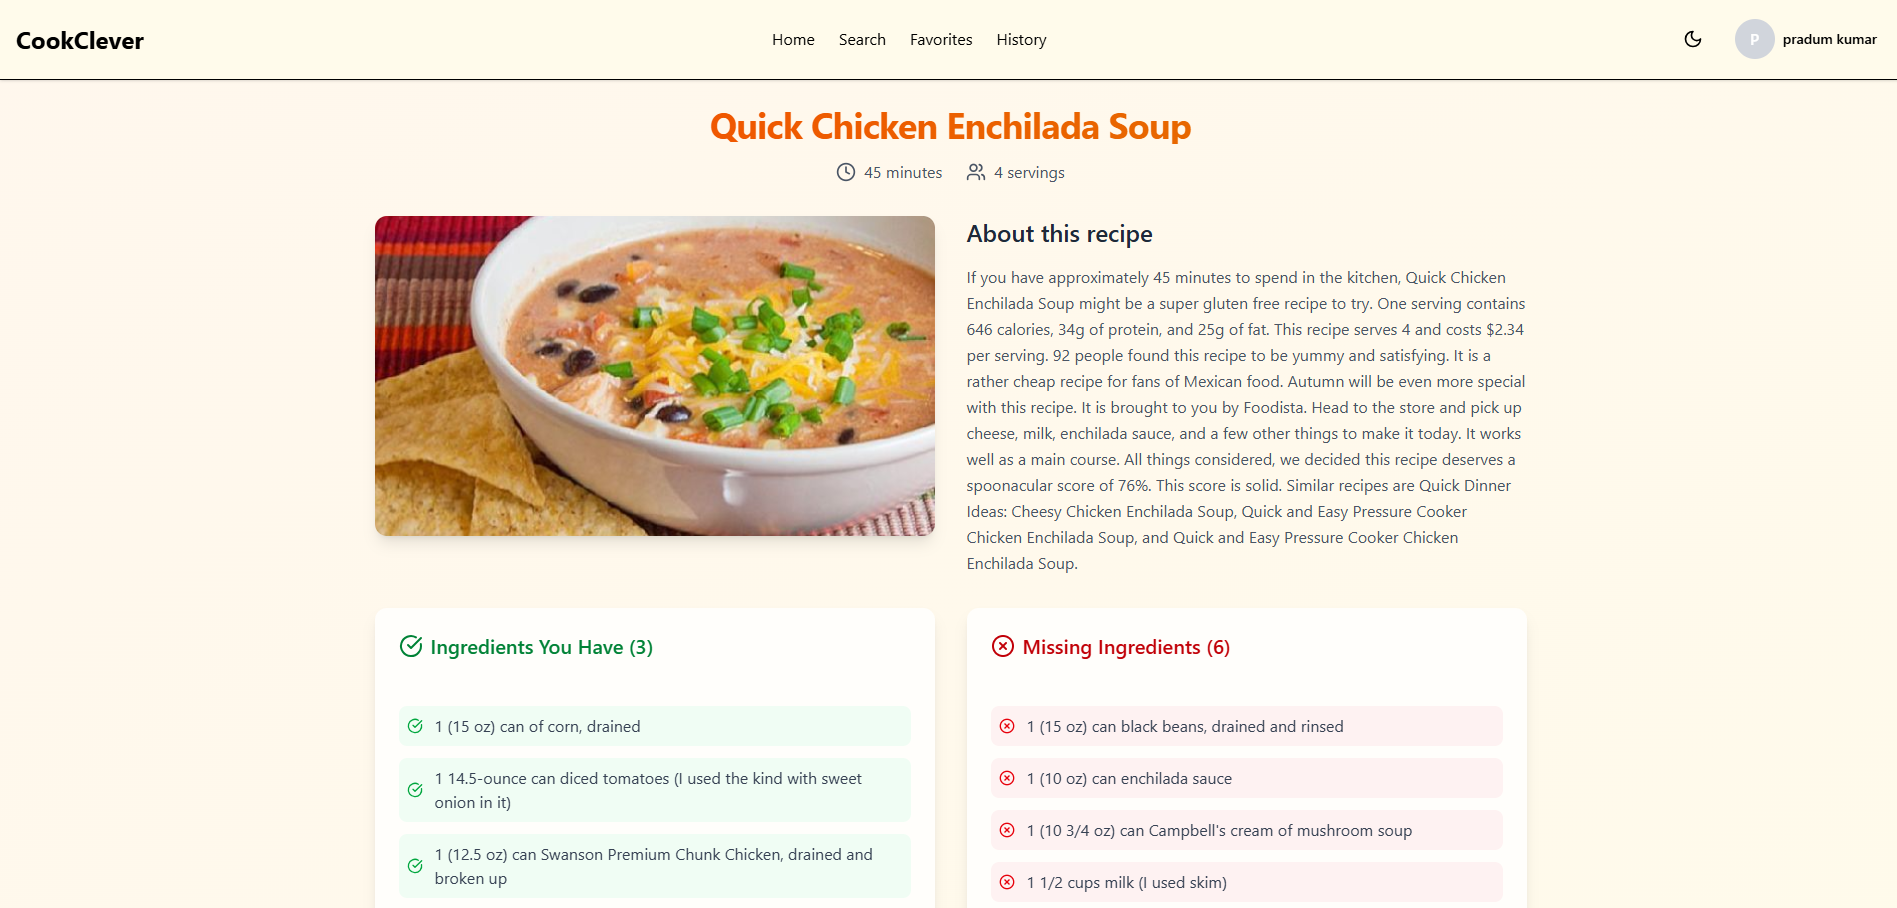 CookClever
Home
Search
Favorites
History
P
pradum kumar
Quick Chicken Enchilada Soup
45 minutes
4 servings
About this recipe
If you have approximately 45 minutes to spend in the kitchen, Quick Chicken
Enchilada Soup might be a super gluten free recipe to try. One serving contains
646 calories, 34g of protein, and 25g of fat. This recipe serves 4 and costs $2.34
per serving. 92 people found this recipe to be yummy and satisfying. It is a
rather cheap recipe for fans of Mexican food. Autumn will be even more special
with this recipe. It is brought to you by Foodista. Head to the store and pick up
cheese, milk, enchilada sauce, and a few other things to make it today. It works
well as a main course. All things considered, we decided this recipe deserves a
spoonacular score of 76%. This score is solid. Similar recipes are Quick Dinner
Ideas: Cheesy Chicken Enchilada Soup, Quick and Easy Pressure Cooker
Chicken Enchilada Soup, and Quick and Easy Pressure Cooker Chicken
Enchilada Soup.
Ingredients You Have (3)
1 (15 oz) can of corn, drained
1 14.5-ounce can diced tomatoes (I used the kind with sweet
onion in it)
1 (12.5 oz) can Swanson Premium Chunk Chicken, drained and
broken up
Missing Ingredients (6)
1 (15 oz) can black beans, drained and rinsed
1 (10 oz) can enchilada sauce
1 (10 3/4 oz) can Campbell's cream of mushroom soup
1 1/2 cups milk (I used skim)